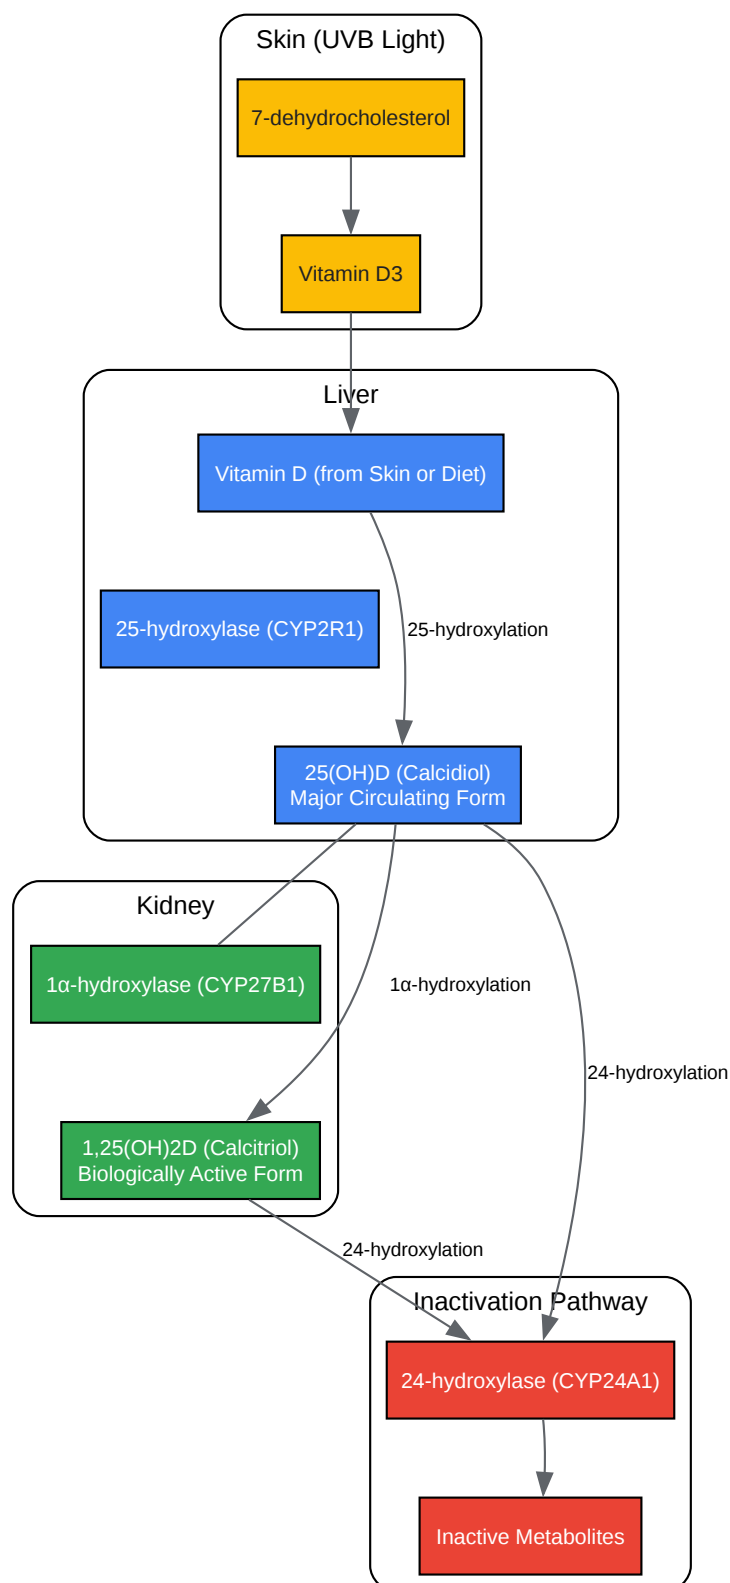 Skin (UVB Light)
7-dehydrocholesterol
Vitamin D3
Liver
Vitamin D (from Skin or Diet)
25-hydroxylase (CYP2R1)
25-hydroxylation
25(OH)D (Calcidiol)
Major Circulating Form
Kidney
1α-hydroxylase (CYP27B1)
1α-hydroxylation
24-hydroxylation
1,25(OH)2D (Calcitriol)
Biologically Active Form
24-hydroxylation
Inactivation Pathway
24-hydroxylase (CYP24A1)
Inactive Metabolites